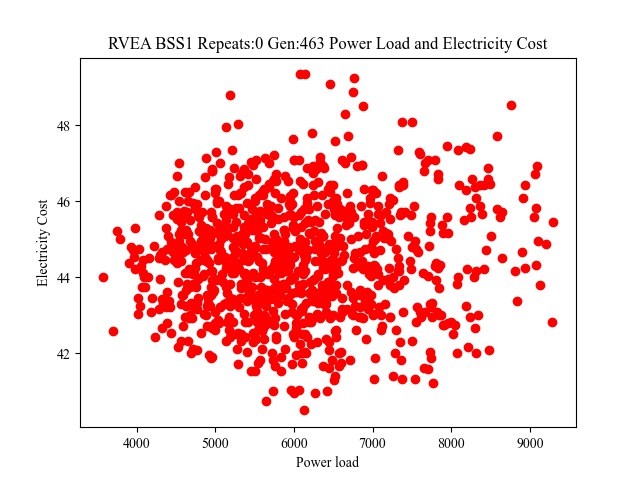 RVEA BSS1 Repeats:0 Gen:463 Power Load and Electricity Cost
48
46
44
42
Electricity Cost
4000 5000 6000 7000 8000 9000
Power load